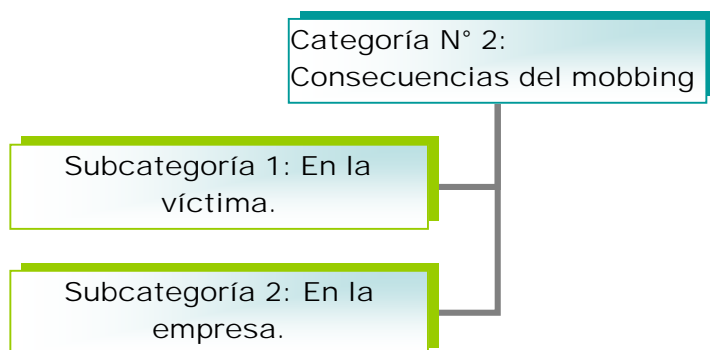 Categoría N° 2:
Consecuencias del mobbing
Subcategoría 1: En la
víctima.
Subcategoría 2: En la
empresa.